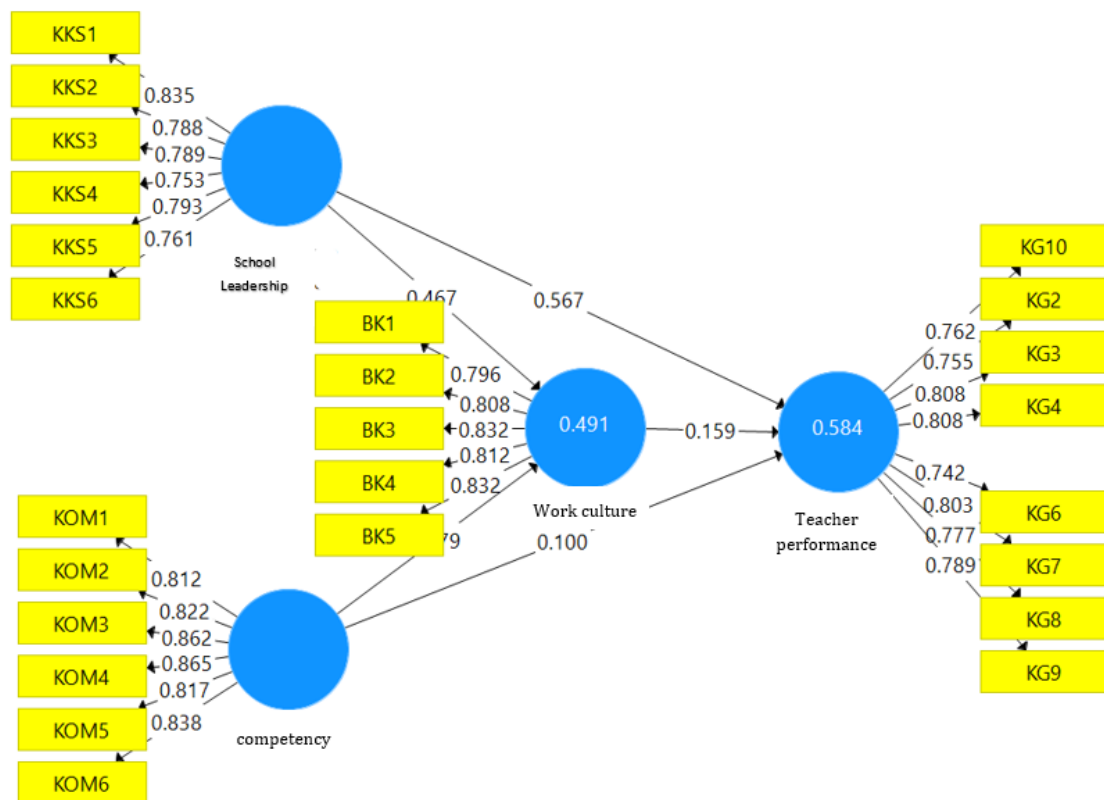 KKS1
KKS2
KKS3
KKS4
KKS5
KKS6
0.835
0.788
0.789
0.753
0.793
0.761
School
Leadership
0.467
0.567
BK1
BK2
BK3
BK4
BK5
0.796
0.808
0.832
0.812
0.832
0.491
Work culture
0.159
0.584
Teacher
performance
KG10
KG2
KG3
KG4
0.762
0.755
0.808
0.808
0.742
0.803
0.777
0.789
KG6
KG7
KG8
KG9
79
0.100
KOM1
KOM2
KOM3
KOM4
KOM5
KOM6
0.812
0.822
0.862
0.865
0.817
0.838
competency